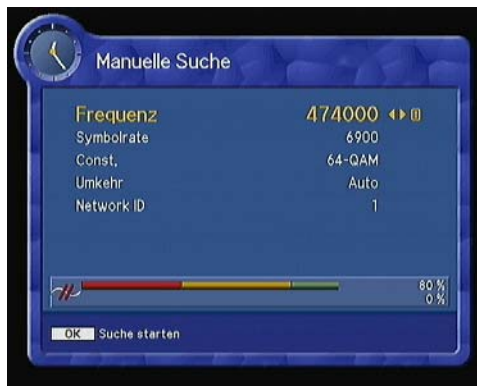 Manuelle Suche
Frequenz 474000
Symbolrate 6900
Const. 64-QAM
Umkehr Auto
Network ID 1
80 %
0 %
OK Suche starten